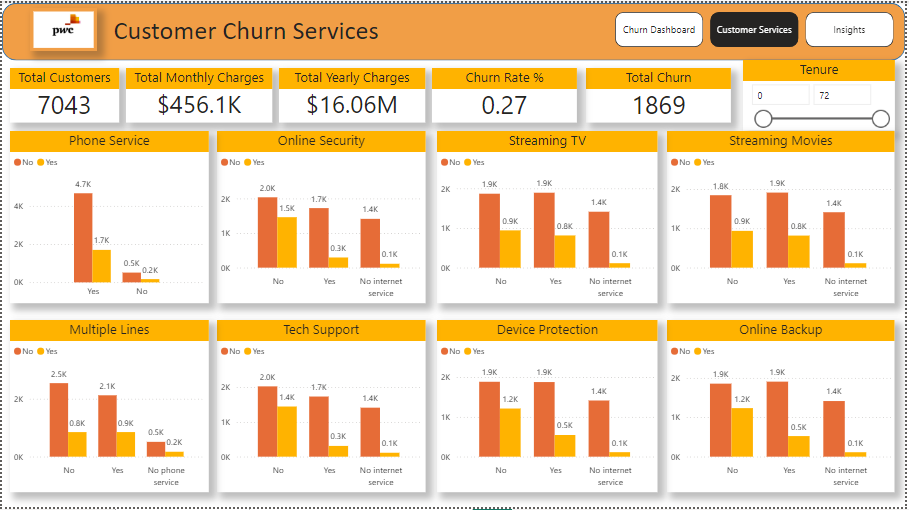 pwc
Customer Churn Services
Churn Dashboard
Customer Services
Insights
Total Customers
7043
Total Monthly Charges
$456.1K
Total Yearly Charges
$16.06M
Churn Rate %
0.27
Total Churn
1869
Tenure
0
72
Phone Service
No Yes
4K
2K
0K
4.7K
1.7K
0.5K
0.2K
Yes
No
Online Security
No Yes
2K
1K
0K
2.0K
1.5K
1.7K
0.3K
1.4K
0.1K
No
Yes
No internet
service
Streaming TV
No Yes
2K
1K
0K
1.9K
0.9K
1.9K
0.8K
1.4K
0.1K
No
Yes
No internet
service
Streaming Movies
No Yes
2K
1K
0K
1.8K
0.9K
1.9K
0.8K
1.4K
0.1K
No
Yes
No internet
service
Multiple Lines
No Yes
2K
0K
2.5K
0.8K
2.1K
0.9K
0.5K
0.2K
No
Yes
No phone
service
Tech Support
No Yes
2K
1K
0K
2.0K
1.4K
1.7K
0.3K
1.4K
0.1K
No
Yes
No internet
service
Device Protection
No Yes
2K
1K
0K
1.9K
1.2K
1.9K
0.5K
1.4K
0.1K
No
Yes
No internet
service
Online Backup
No Yes
2K
1K
0K
1.9K
1.2K
1.9K
0.5K
1.4K
0.1K
No
Yes
No internet
service